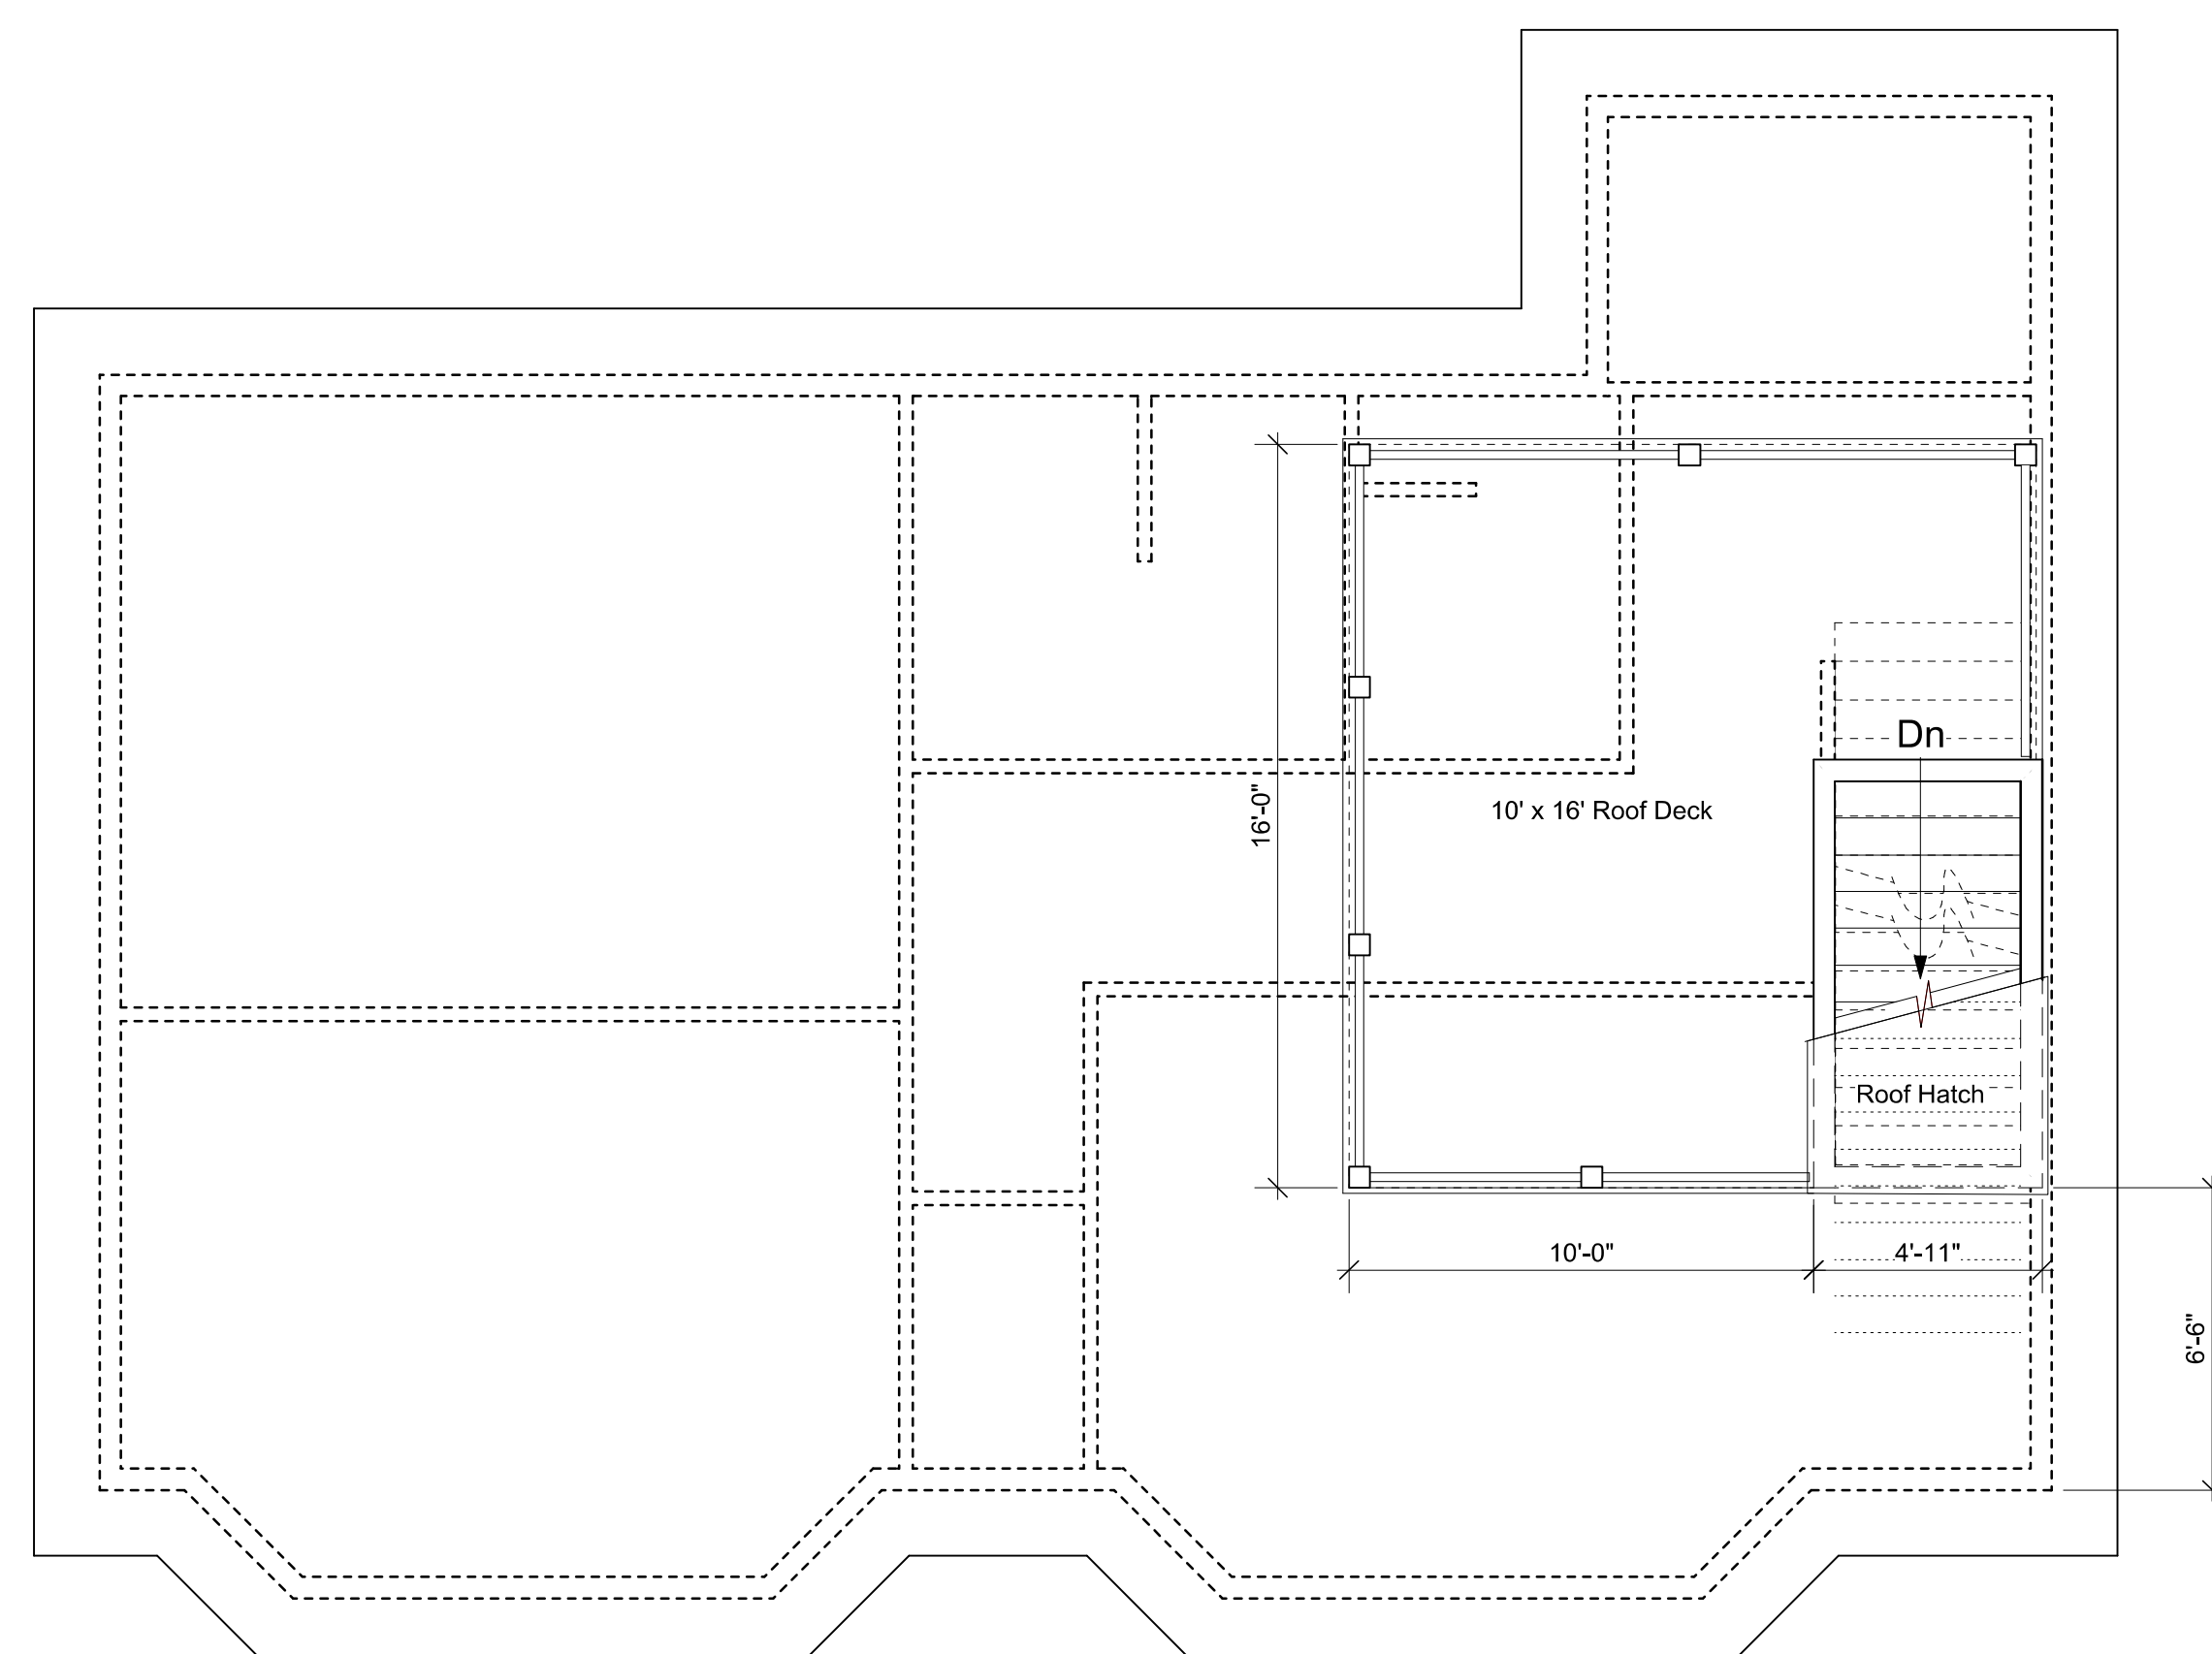 Dn
16'-0"
10' x 16' Roof Deck
Roof Hatch
10'-0"
4'-11"
6'-6"